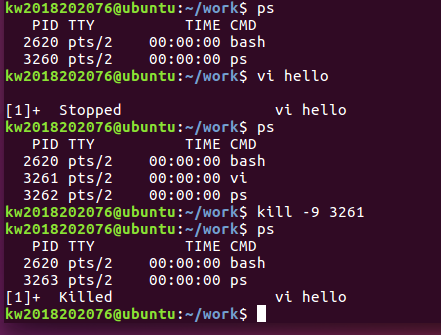 kw2018202076@ubuntu:~/work$ ps
   PID TTY          TIME CMD
  2620 pts/2    00:00:00 bash
  3260 pts/2    00:00:00 ps
kw2018202076@ubuntu:~/work$ vi hello

[1]+  Stopped                 vi hello
kw2018202076@ubuntu:~/work$ ps
   PID TTY          TIME CMD
  2620 pts/2    00:00:00 bash
  3261 pts/2    00:00:00 vi
  3262 pts/2    00:00:00 ps
kw2018202076@ubuntu:~/work$ kill -9 3261
kw2018202076@ubuntu:~/work$ ps
   PID TTY          TIME CMD
  2620 pts/2    00:00:00 bash
  3263 pts/2    00:00:00 ps
[1]+  Killed                  vi hello
kw2018202076@ubuntu:~/work$